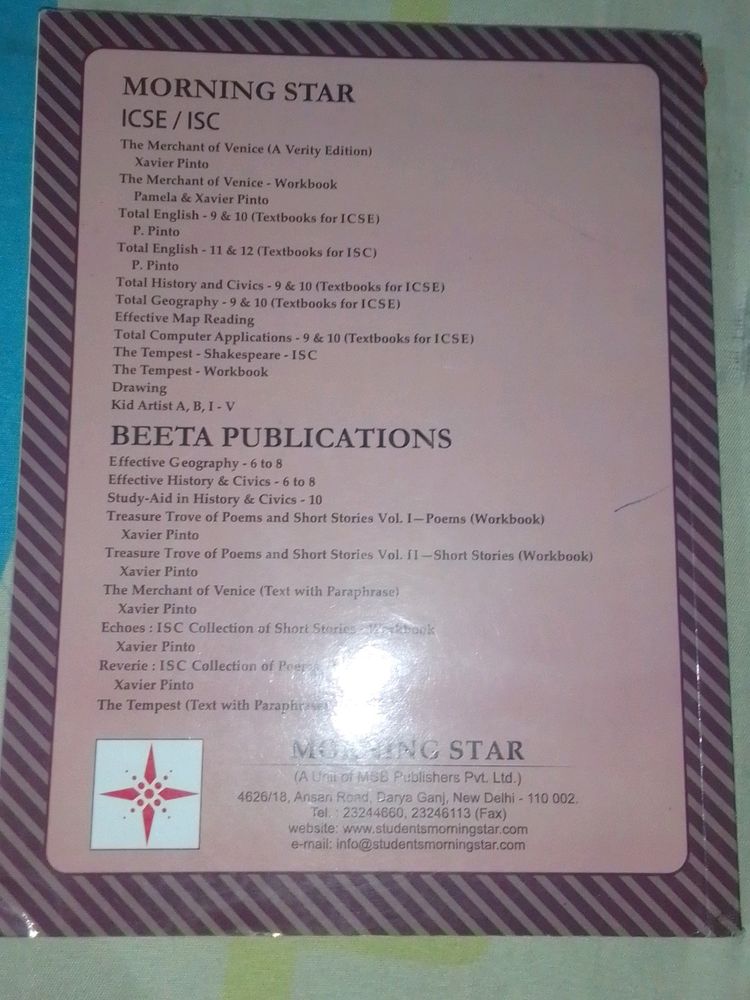 MORNING STAR
ICSE / ISC
The Merchant of Venice (A Verity Edition)
Xavier Pinto
The Merchant of Venice - Workbook
Pamela & Xavier Pinto
Total English - 9 & 10 (Textbooks for ICSE)
P. Pinto
Total English - 11 & 12 (Textbooks for ISC)
P. Pinto
Total History and Civics - 9 & 10 (Textbooks for ICSE)
Total Geography - 9 & 10 (Textbooks for ICSE)
Effective Map Reading
Total Computer Applications - 9 & 10 (Textbooks for ICSE)
The Tempest - Shakespeare - ISC
The Tempest - Workbook
Drawing
Kid Artist A, B, I - V
BEETA PUBLICATIONS
Effective Geography - 6 to 8
Effective History & Civics - 6 to 8
Study-Aid in History & Civics - 10
Treasure Trove of Poems and Short Stories Vol. I—Poems (Workbook)
Xavier Pinto
Treasure Trove of Poems and Short Stories Vol. II—Short Stories (Workbook)
Xavier Pinto
The Merchant of Venice (Text with Paraphrase)
Xavier Pinto
Echoes : ISC Collection of Short Stories - Workbook
Xavier Pinto
Reverie : ISC Collection of Poems
Xavier Pinto
The Tempest (Text with Paraphrase)
MORNING STAR
(A Unit of MSB Publishers Pvt. Ltd.)
4626/18, Ansari Road, Darya Ganj, New Delhi - 110 002.
Tel. : 23244660, 23246113 (Fax)
website: www.studentsmorningstar.com
e-mail: info@studentsmorningstar.com